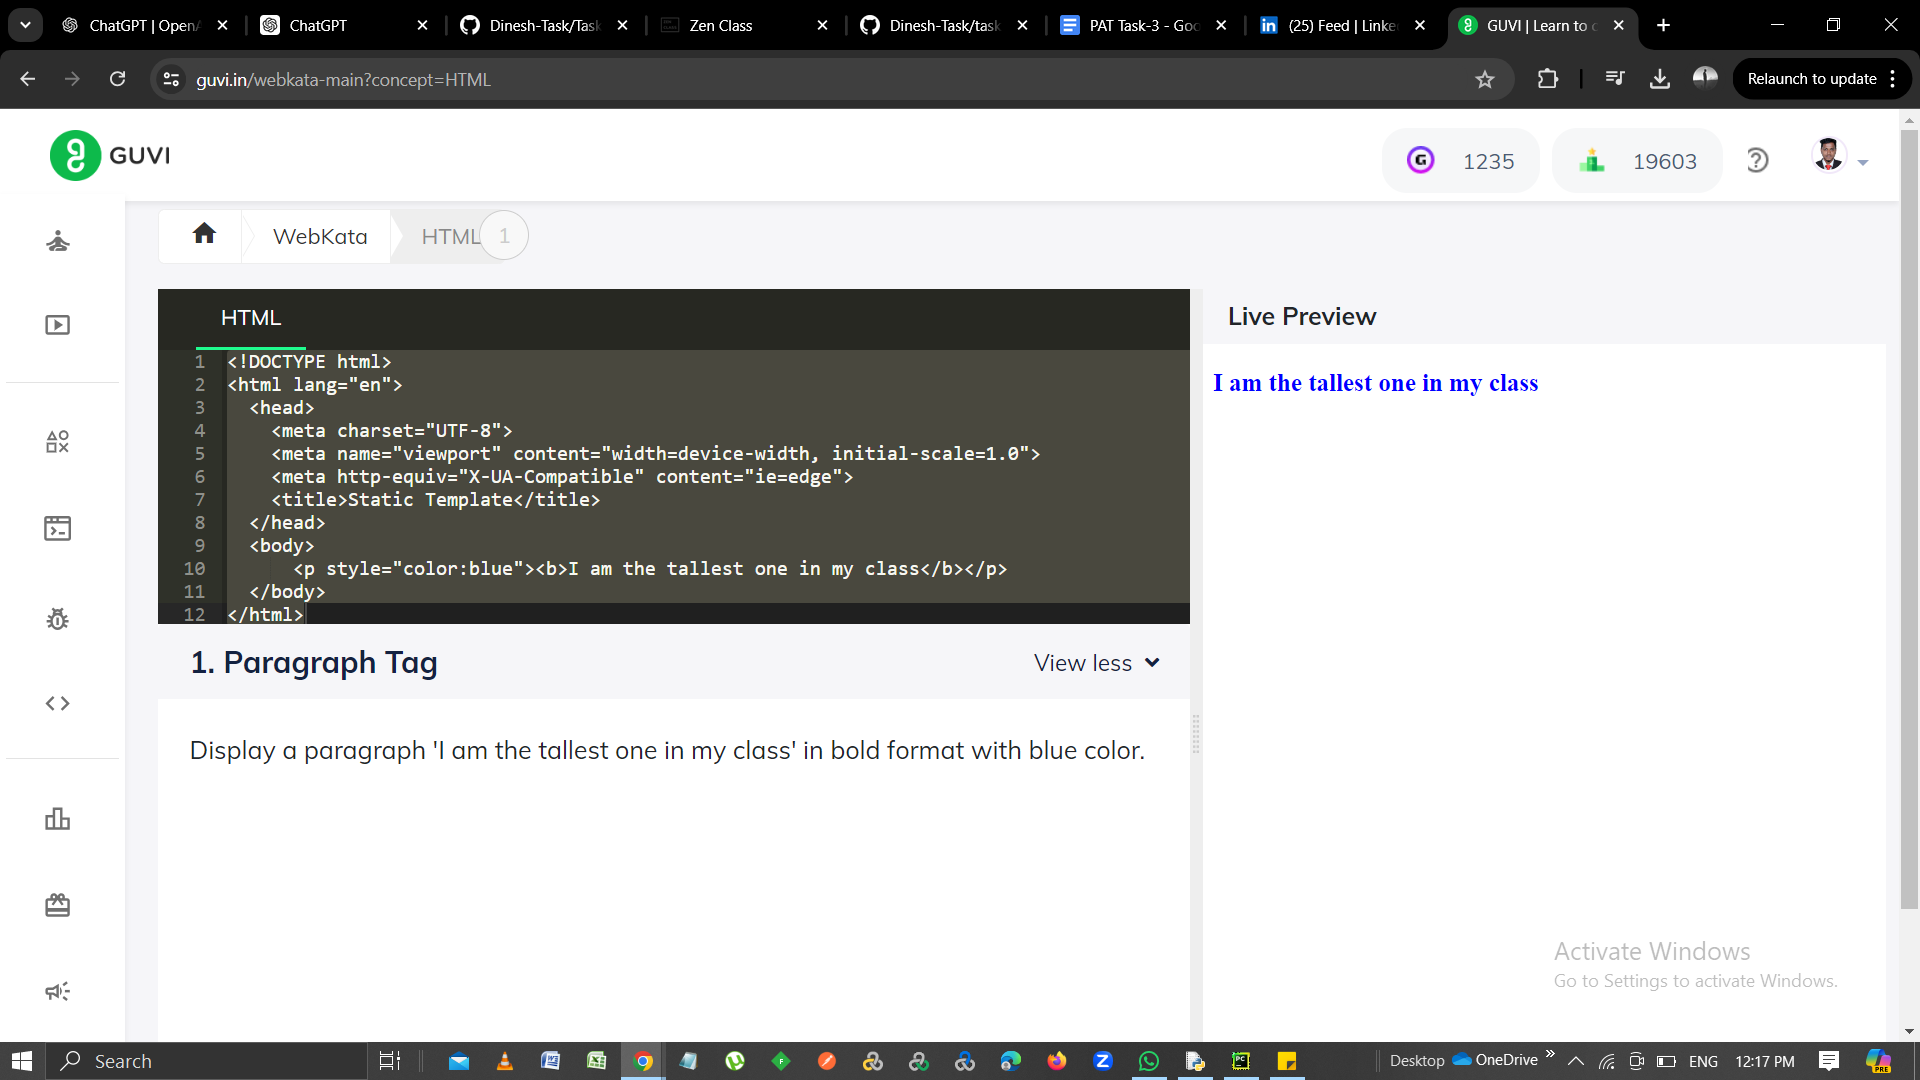 ChatGPT | OpenA
ChatGPT
Dinesh-Task/Task
Zen Class
Dinesh-Task/task
PAT Task-3 - Goo
(25) Feed | Linke
GUVI | Learn to c
guvi.in/webkata-main?concept=HTML
Relaunch to update
GUVI
1235
19603
WebKata
HTML
1
HTML
Live Preview
1 <!DOCTYPE html>
2 <html lang="en">
3 <head>
4 <meta charset="UTF-8">
5 <meta name="viewport" content="width=device-width, initial-scale=1.0">
6 <meta http-equiv="X-UA-Compatible" content="ie=edge">
7 <title>Static Template</title>
8 </head>
9 <body>
10 <p style="color:blue"><b>I am the tallest one in my class</b></p>
11 </body>
12 </html>
I am the tallest one in my class
1. Paragraph Tag
View less
Display a paragraph 'I am the tallest one in my class' in bold format with blue color.
Activate Windows
Go to Settings to activate Windows.
Search
Desktop
OneDrive
ENG
12:17 PM